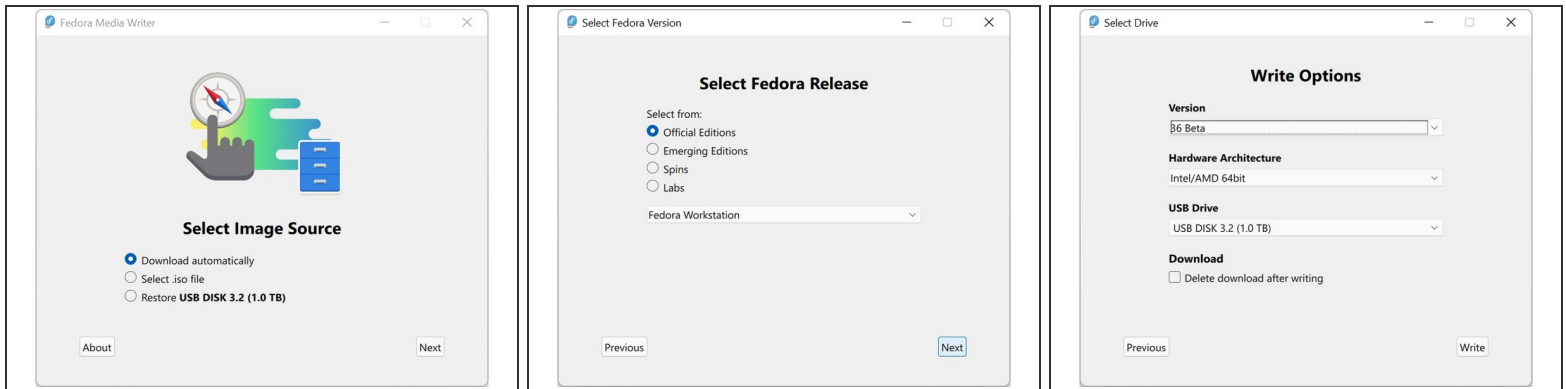 Fedora Media Writer
Select Image Source
Download automatically
Select .iso file
Restore USB DISK 3.2 (1.0 TB)
About
Next
Select Fedora Version
Select Fedora Release
Select from:
Official Editions
Emerging Editions
Spins
Labs
Fedora Workstation
Previous
Next
Select Drive
Write Options
Version
36 Beta
Hardware Architecture
Intel/AMD 64bit
USB Drive
USB DISK 3.2 (1.0 TB)
Download
Delete download after writing
Previous
Write